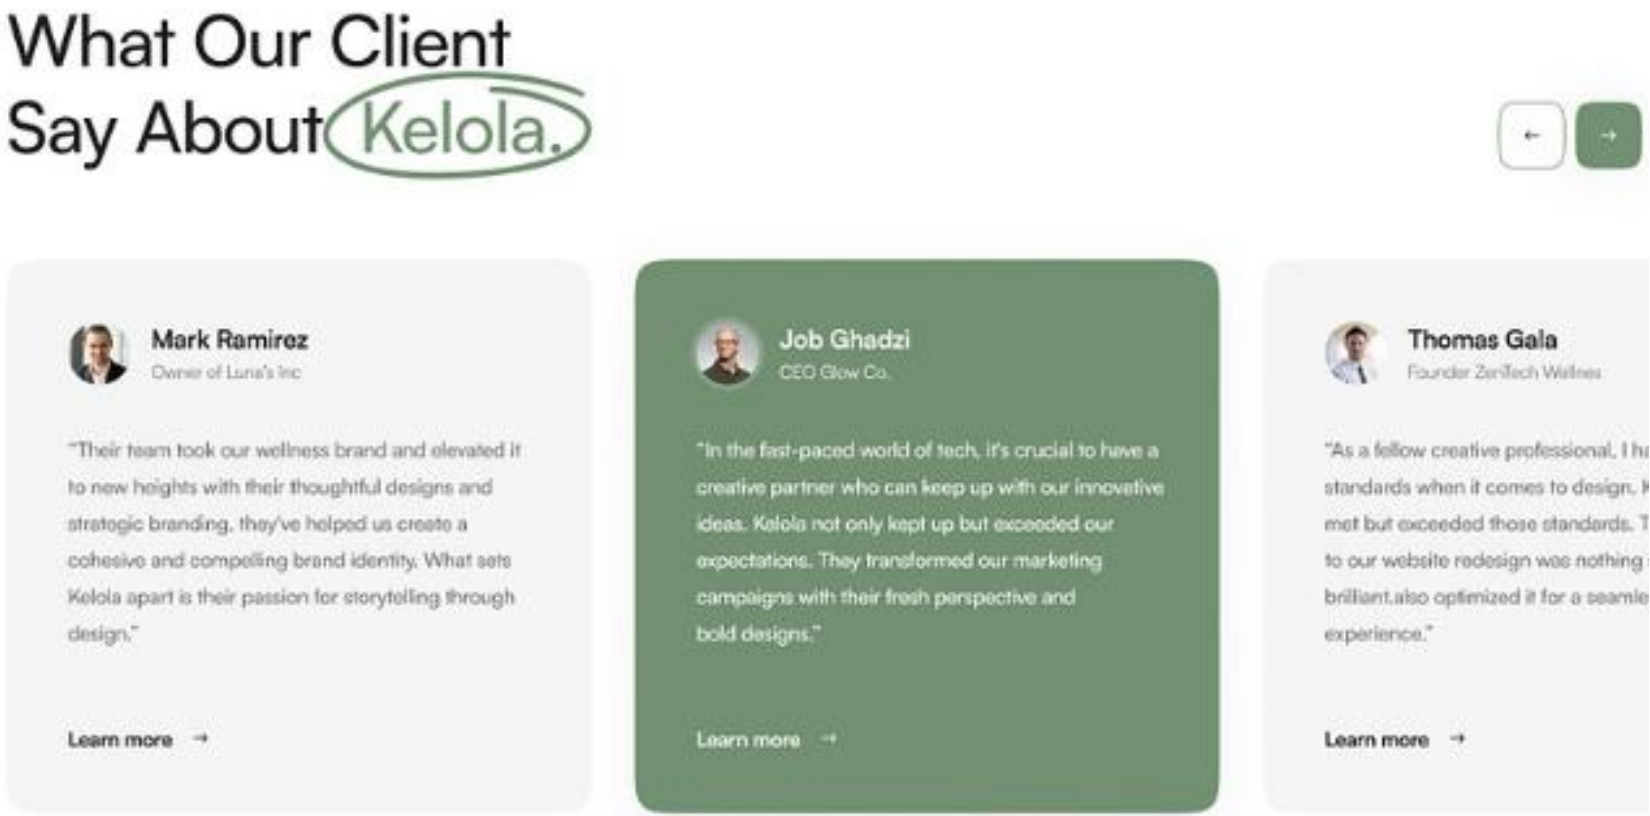 What Our Client
Say About Kelola.
← →
Mark Ramirez
Owner of Luna's Inc
"Their team took our wellness brand and elevated it
to new heights with their thoughtful designs and
strategic branding, they've helped us create a
cohesive and compelling brand identity. What sets
Kelola apart is their passion for storytelling through
design."
Learn more →
Job Ghadzi
CEO Glow Co.
"In the fast-paced world of tech, it's crucial to have a
creative partner who can keep up with our innovative
ideas. Kelola not only kept up but exceeded our
expectations. They transformed our marketing
campaigns with their fresh perspective and
bold designs."
Learn more →
Thomas Gala
Founder ZenTech Wellnes
"As a fellow creative professional, I ha
standards when it comes to design. K
met but exceeded those standards. T
to our website redesign was nothing
brilliant.also optimized it for a seamle
experience."
Learn more →